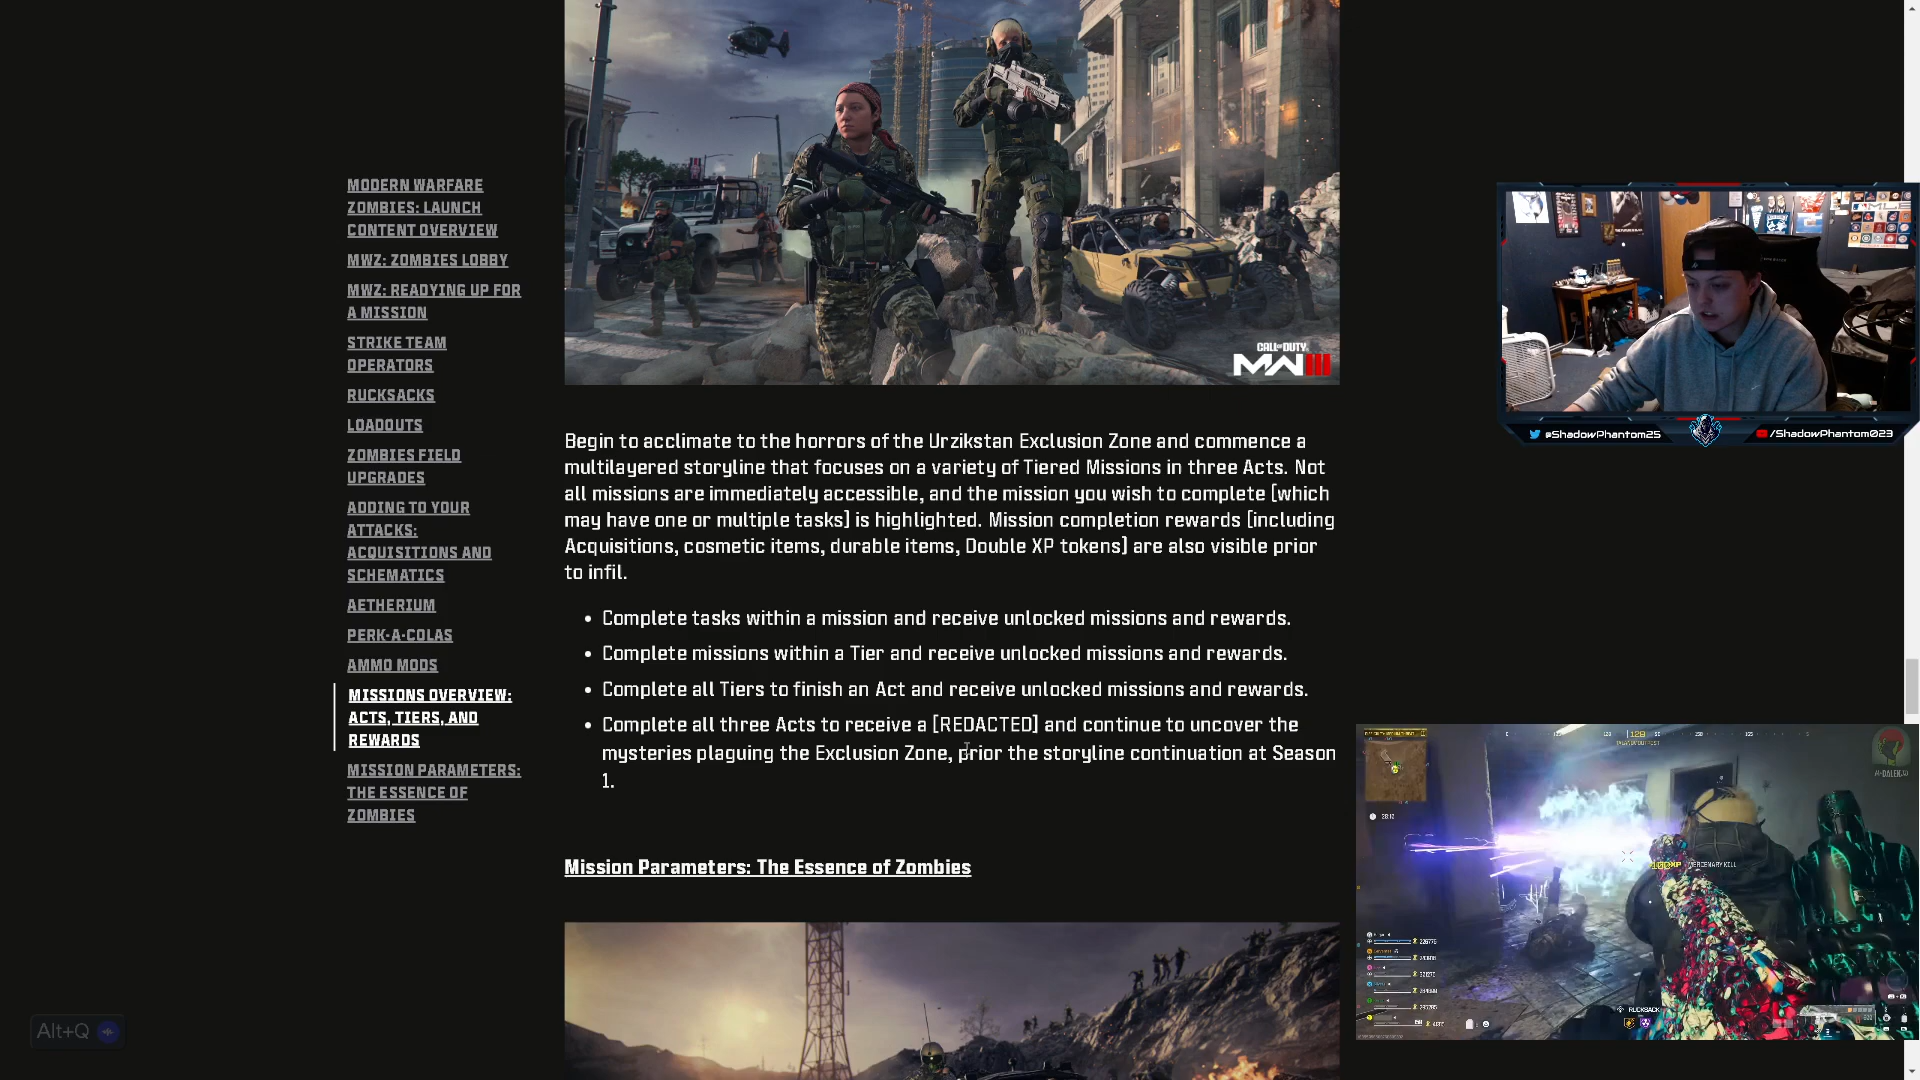 MODERN WARFARE
ZOMBIES: LAUNCH
CONTENT OVERVIEW
MWZ: ZOMBIES LOBBY
MWZ: READYING UP FOR
A MISSION
STRIKE TEAM
OPERATORS
RUCKSACKS
LOADOUTS
ZOMBIES FIELD
UPGRADES
ADDING TO YOUR
ATTACKS:
ACQUISITIONS AND
SCHEMATICS
AETHERIUM
PERK-A-COLAS
AMMO MODS
MISSIONS OVERVIEW:
ACTS, TIERS, AND
REWARDS
MISSION PARAMETERS:
THE ESSENCE OF
ZOMBIES
CALL OF DUTY
MWIII
Begin to acclimate to the horrors of the Urzikstan Exclusion Zone and commence a
multilayered storyline that focuses on a variety of Tiered Missions in three Acts. Not
all missions are immediately accessible, and the mission you wish to complete [which
may have one or multiple tasks] is highlighted. Mission completion rewards [including
Acquisitions, cosmetic items, durable items, Double XP tokens] are also visible prior
to infil.
• Complete tasks within a mission and receive unlocked missions and rewards.
• Complete missions within a Tier and receive unlocked missions and rewards.
• Complete all Tiers to finish an Act and receive unlocked missions and rewards.
• Complete all three Acts to receive a [REDACTED] and continue to uncover the
mysteries plaguing the Exclusion Zone, prior the storyline continuation at Season
1.
Mission Parameters: The Essence of Zombies
@ShadowPhantom25
/ShadowPhantom023
129
28:10
MERCENARY KILL
RUCKSACK
Alt+Q